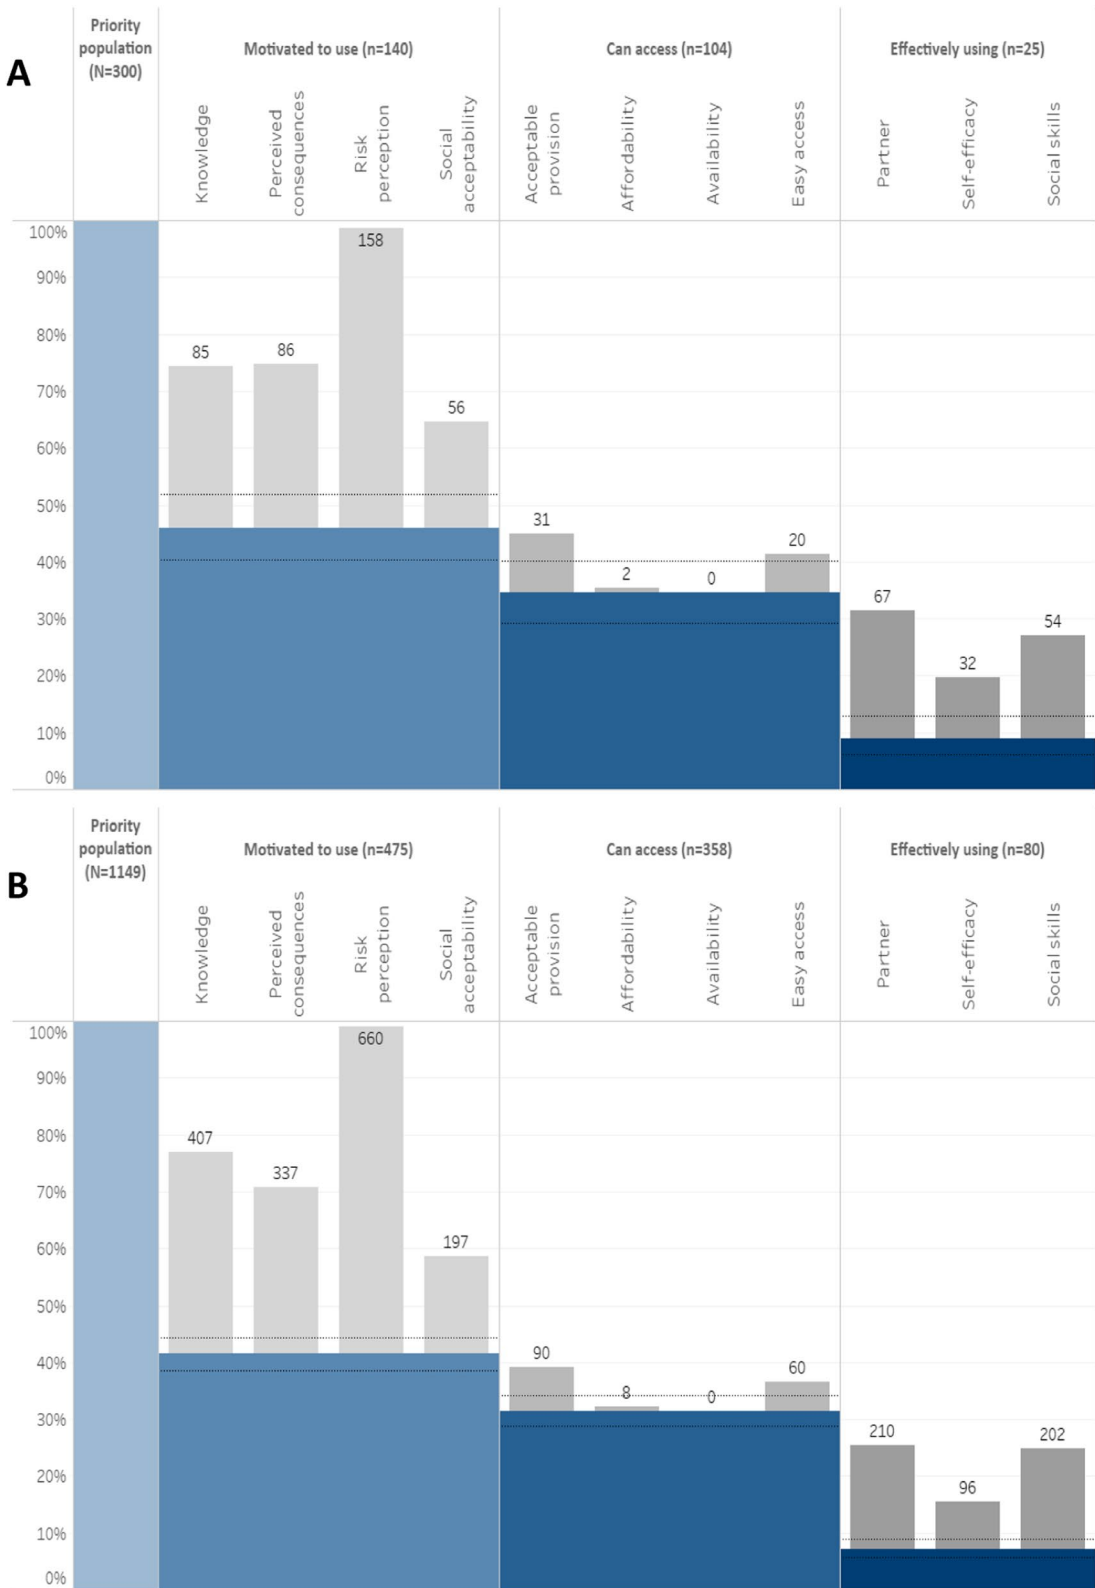 A
Priority
population
(N=300)
Motivated to use (n=140)
Can access (n=104)
Effectively using (n=25)
Knowledge
Perceived
consequences
Risk
perception
Social
acceptability
Acceptable
provision
Affordability
Availability
Easy access
Partner
Self-efficacy
Social skills
100%
90%
80%
70%
60%
50%
40%
30%
20%
10%
0%
85
86
158
56
31
2
0
20
67
32
54
B
Priority
population
(N=1149)
Motivated to use (n=475)
Can access (n=358)
Effectively using (n=80)
Knowledge
Perceived
consequences
Risk
perception
Social
acceptability
Acceptable
provision
Affordability
Availability
Easy access
Partner
Self-efficacy
Social skills
100%
90%
80%
70%
60%
50%
40%
30%
20%
10%
0%
407
337
660
197
90
8
0
60
210
96
202